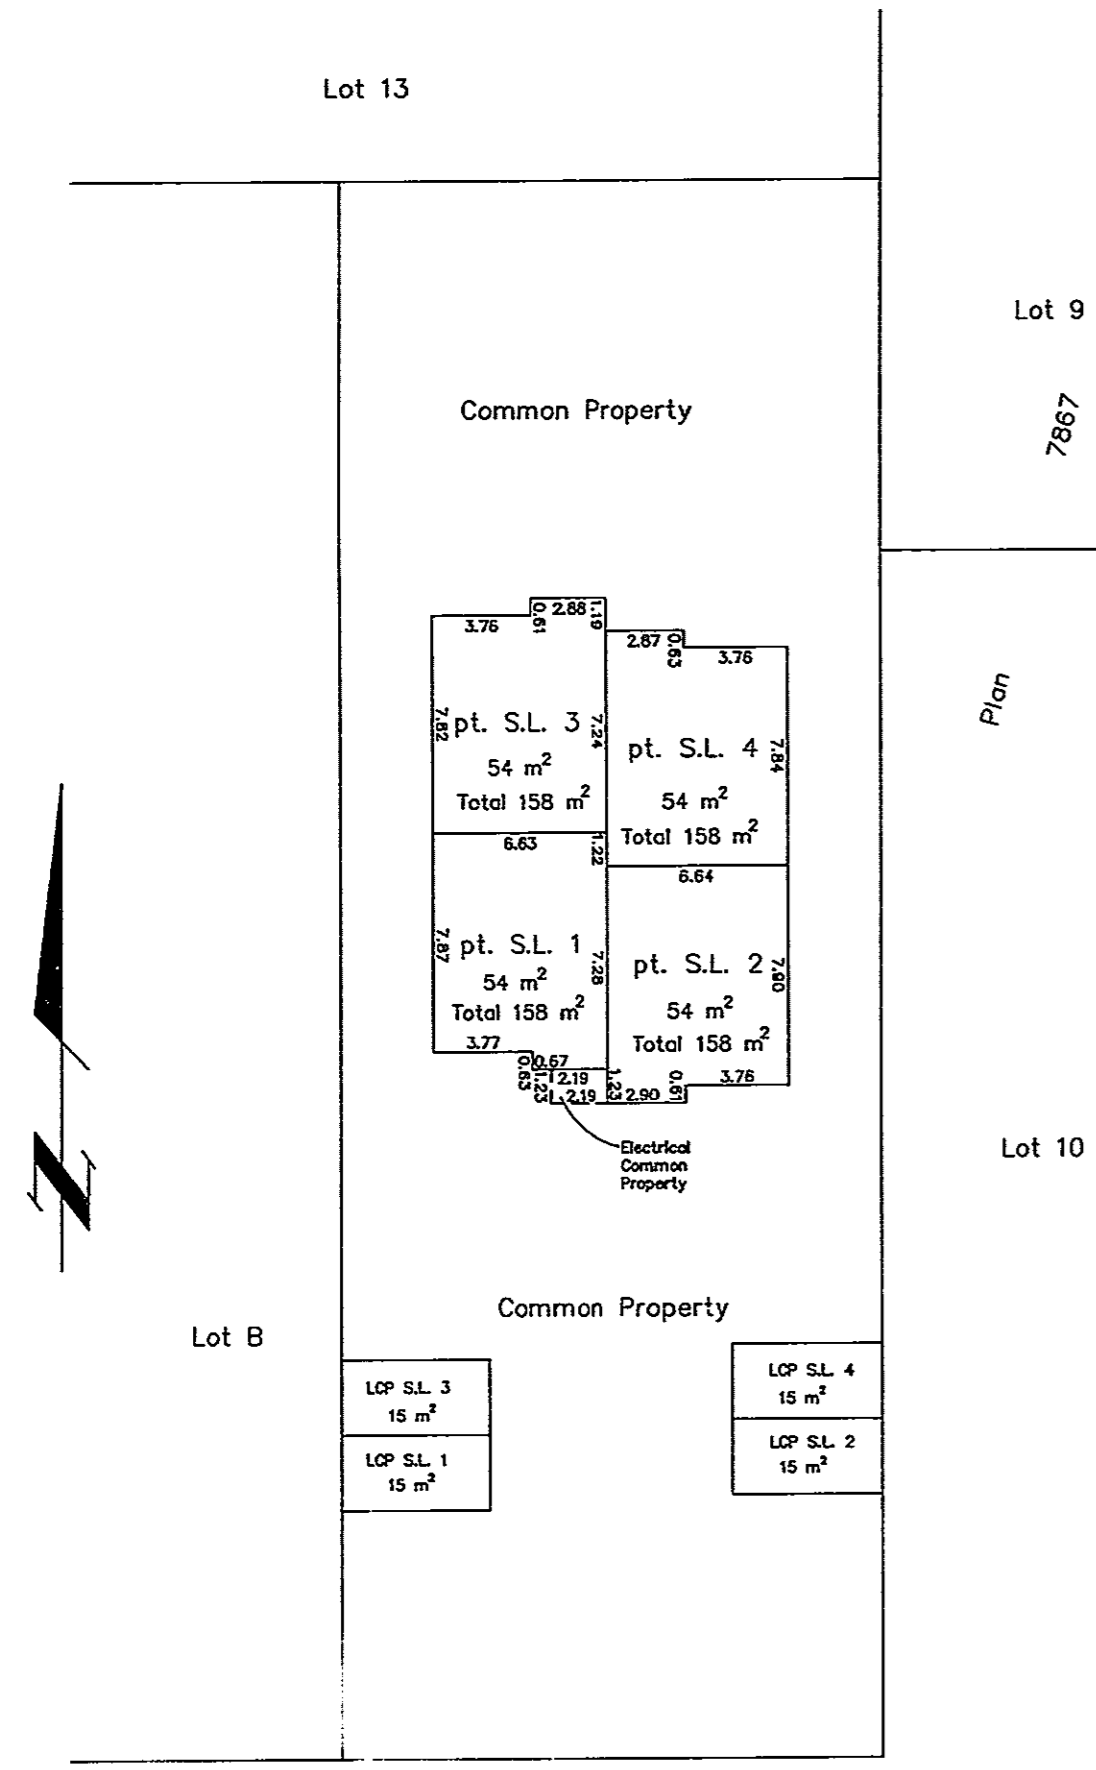 Lot 13
Lot 9
7867
Common Property
Plan
3.76
0.61
2.88
1.19
2.87
0.63
3.76
7.82
pt. S.L. 3
54 m²
Total 158 m²
7.24
pt. S.L. 4
54 m²
Total 158 m²
7.84
6.63
1.22
6.64
7.87
pt. S.L. 1
54 m²
Total 158 m²
7.28
pt. S.L. 2
54 m²
Total 158 m²
7.90
3.77
0.63
0.67
1.23
2.19
2.19
1.23
2.90
0.61
3.76
Electrical
Common
Property
Lot 10
N
Common Property
Lot B
LCP S.L. 3
15 m²
LCP S.L. 1
15 m²
LCP S.L. 4
15 m²
LCP S.L. 2
15 m²